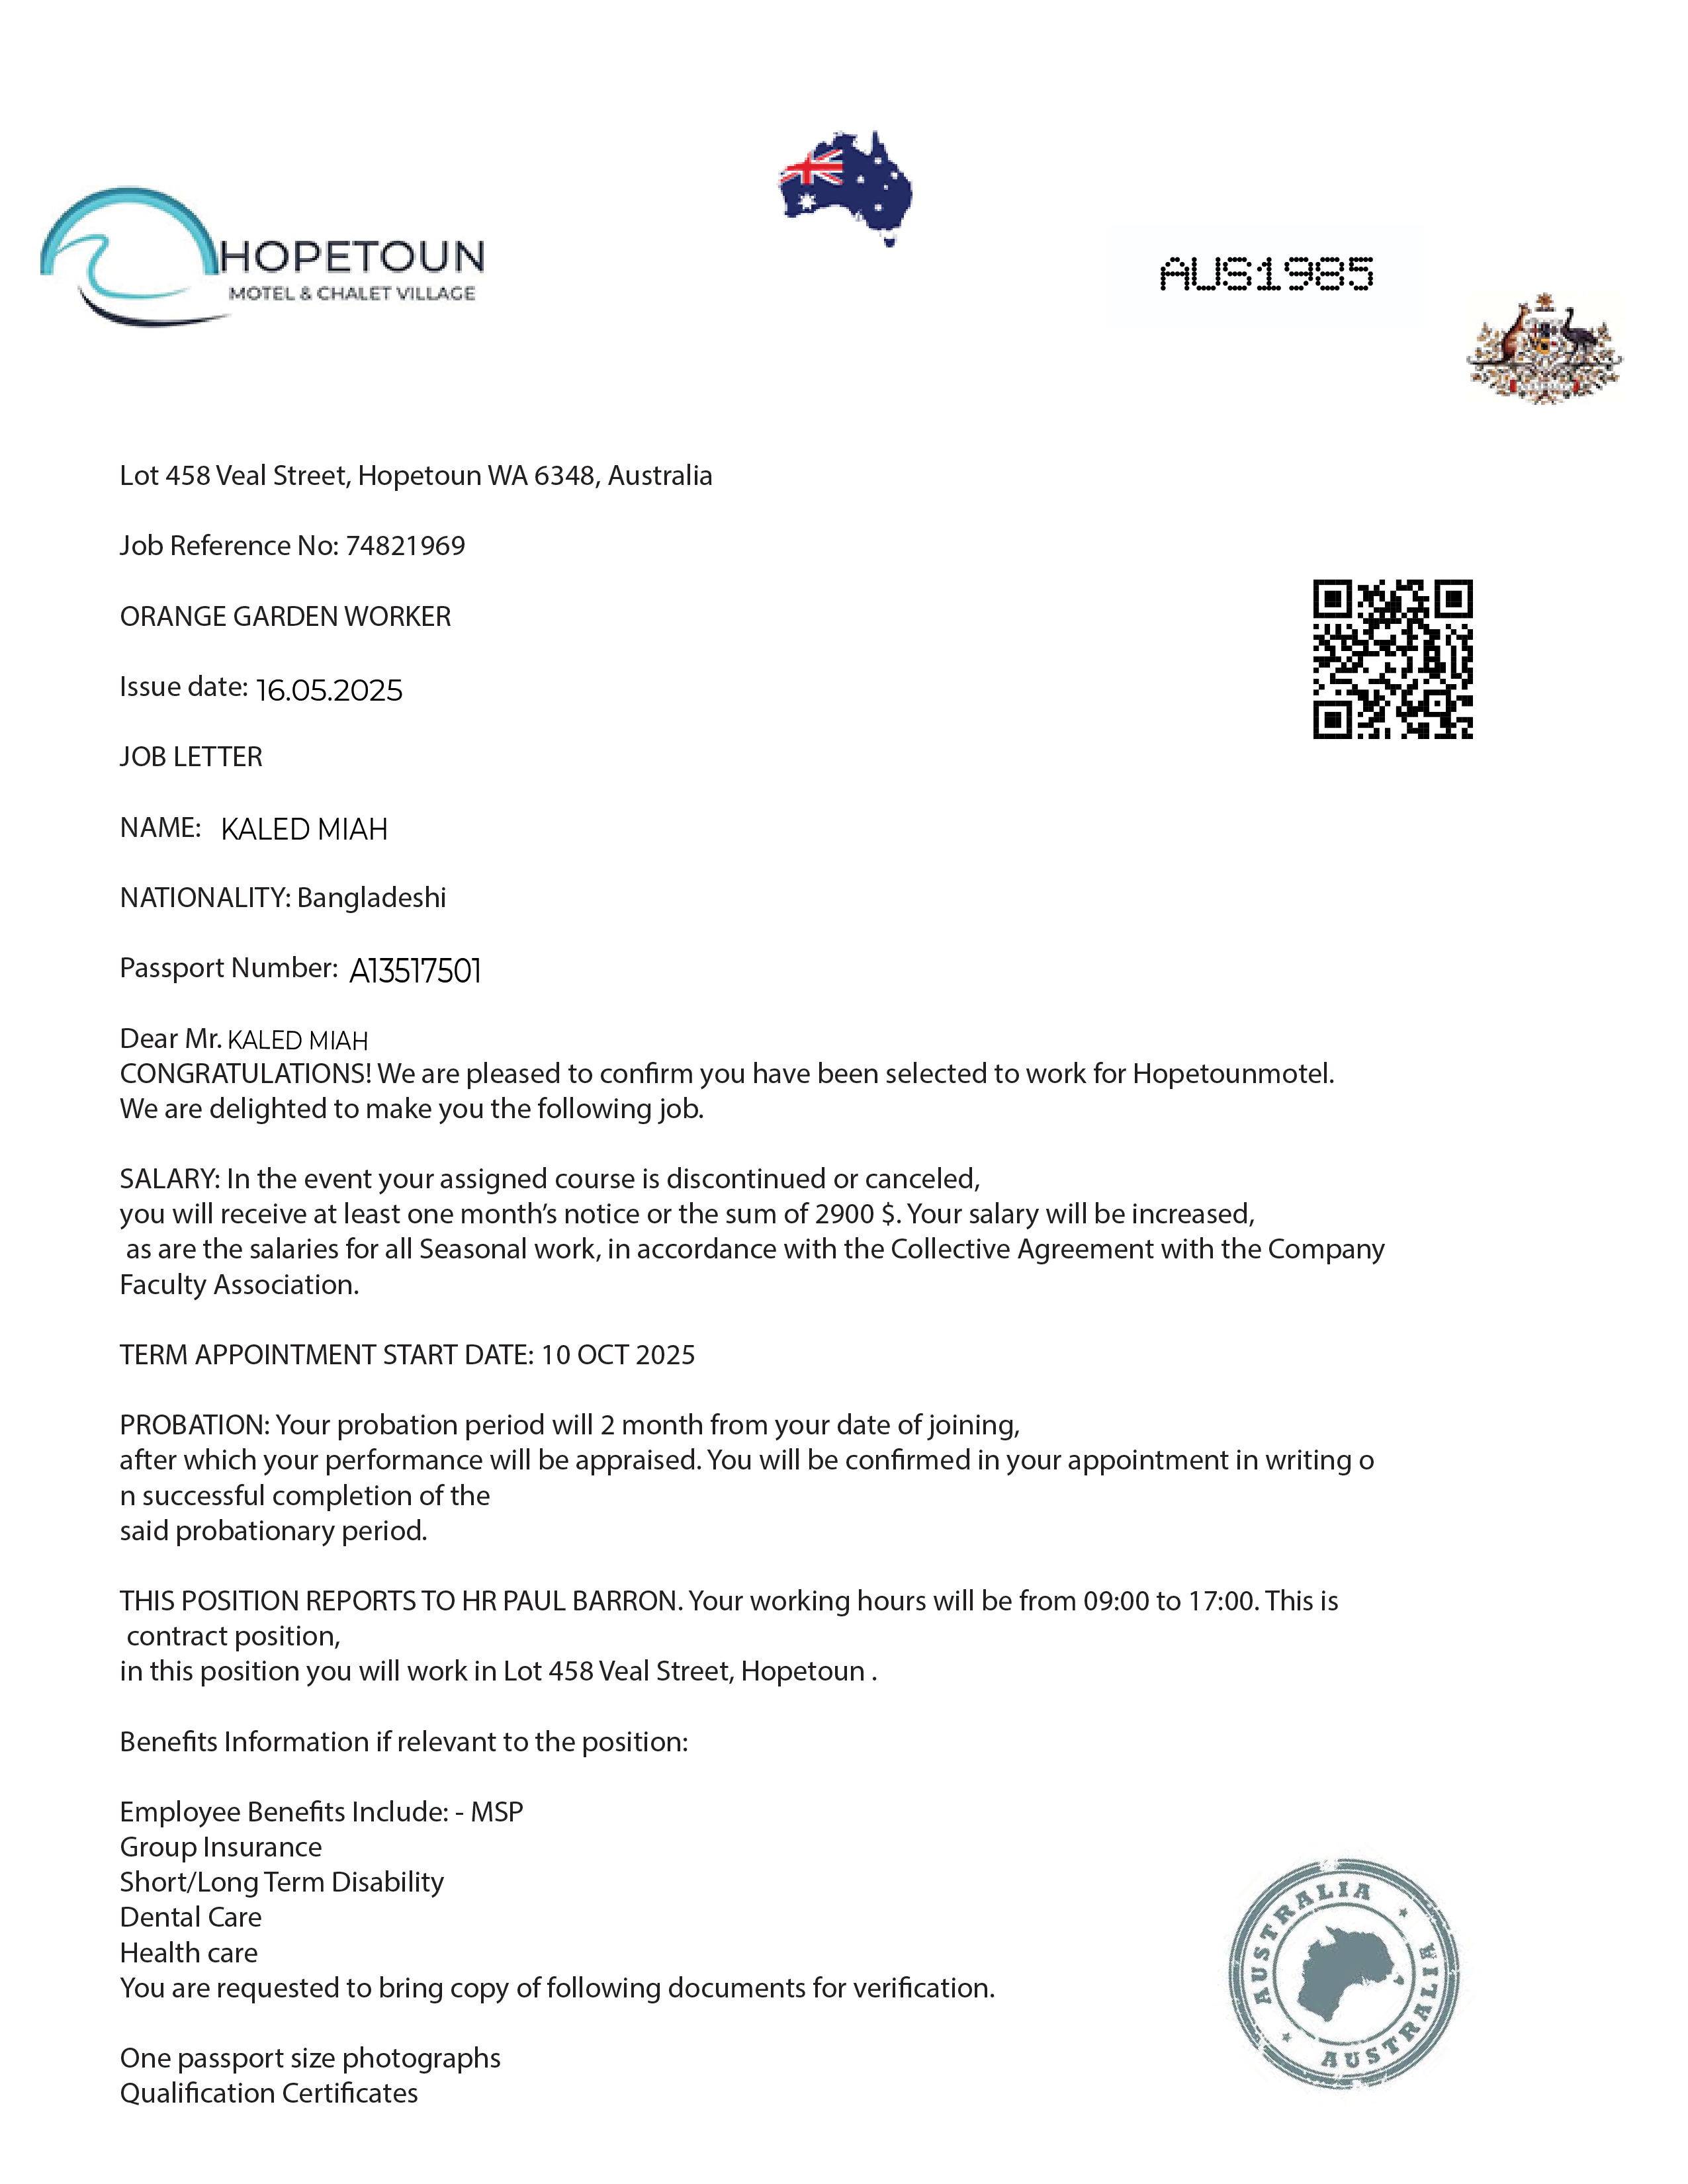 HOPETOUN
MOTEL & CHALET VILLAGE
AUS1985
Lot 458 Veal Street, Hopetoun WA 6348, Australia
Job Reference No: 74821969
ORANGE GARDEN WORKER
Issue date: 16.05.2025
JOB LETTER
NAME: KALED MIAH
NATIONALITY: Bangladeshi
Passport Number: A13517501
Dear Mr. KALED MIAH
CONGRATULATIONS! We are pleased to confirm you have been selected to work for Hopetounmotel.
We are delighted to make you the following job.
SALARY: In the event your assigned course is discontinued or canceled,
you will receive at least one month’s notice or the sum of 2900 $. Your salary will be increased,
as are the salaries for all Seasonal work, in accordance with the Collective Agreement with the Company
Faculty Association.
TERM APPOINTMENT START DATE: 10 OCT 2025
PROBATION: Your probation period will 2 month from your date of joining,
after which your performance will be appraised. You will be confirmed in your appointment in writing o
n successful completion of the
said probationary period.
THIS POSITION REPORTS TO HR PAUL BARRON. Your working hours will be from 09:00 to 17:00. This is
contract position,
in this position you will work in Lot 458 Veal Street, Hopetoun .
Benefits Information if relevant to the position:
Employee Benefits Include: - MSP
Group Insurance
Short/Long Term Disability
Dental Care
Health care
You are requested to bring copy of following documents for verification.
One passport size photographs
Qualification Certificates
AUSTRALIA
AUSTRALIA
AUSTRALIA